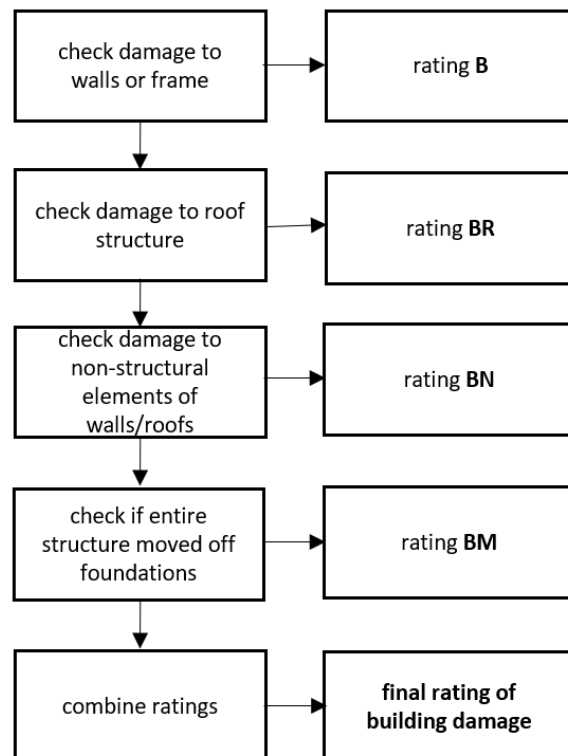 check damage to
walls or frame
rating B
check damage to roof
structure
rating BR
check damage to
non-structural
elements of
walls/roofs
rating BN
check if entire
structure moved off
foundations
rating BM
combine ratings
final rating of
building damage